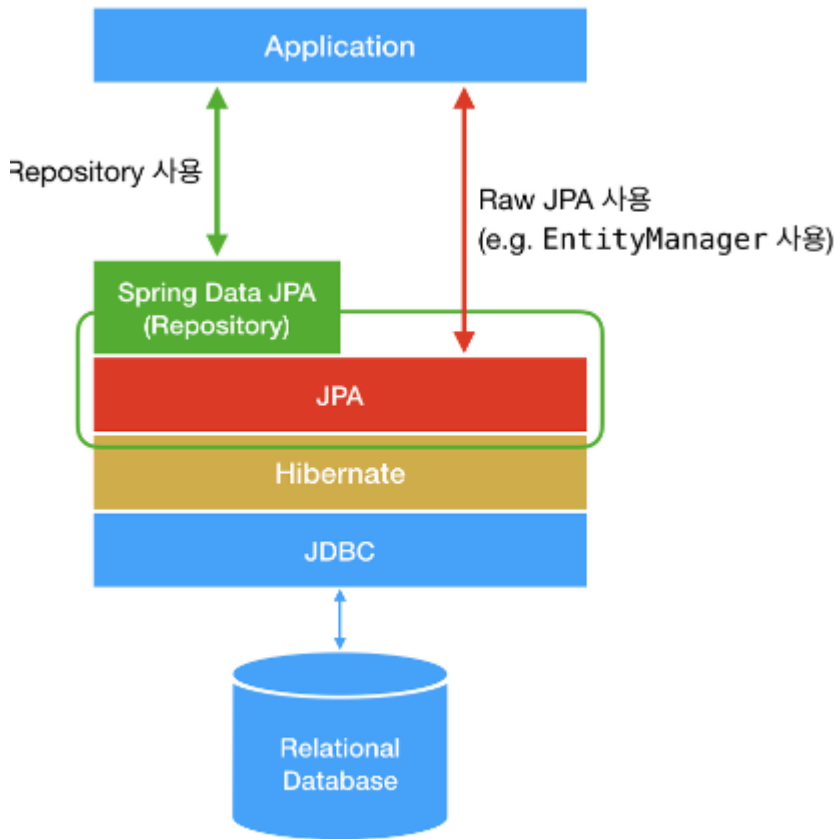 Application
Repository 사용
Raw JPA 사용
(e.g. EntityManager 사용)
Spring Data JPA
(Repository)
JPA
Hibernate
JDBC
Relational
Database